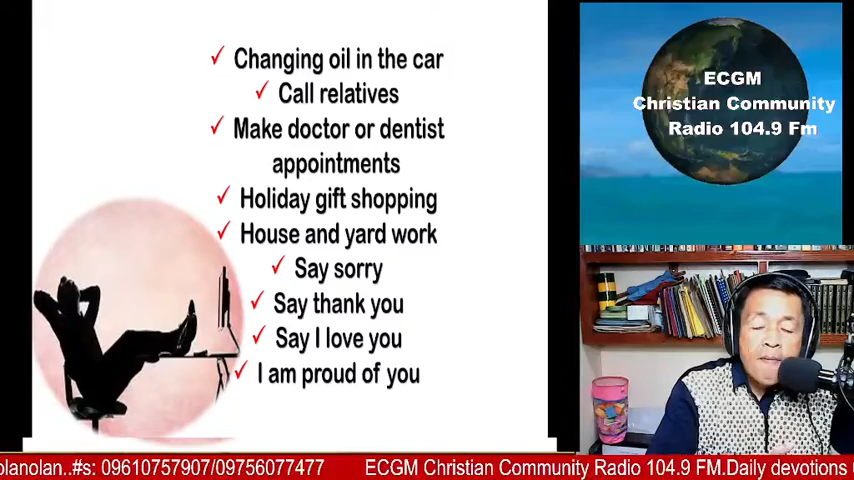 Changing oil in the car
Call relatives
Make doctor or dentist
appointments
Holiday gift shopping
House and yard work
Say sorry
Say thank you
Say I love you
I am proud of you
ECGM
Christian Community
Radio 104.9 Fm
olanolan..#s: 09610757907/09756077477 ECGM Christian Community Radio 104.9 FM.Daily devotions